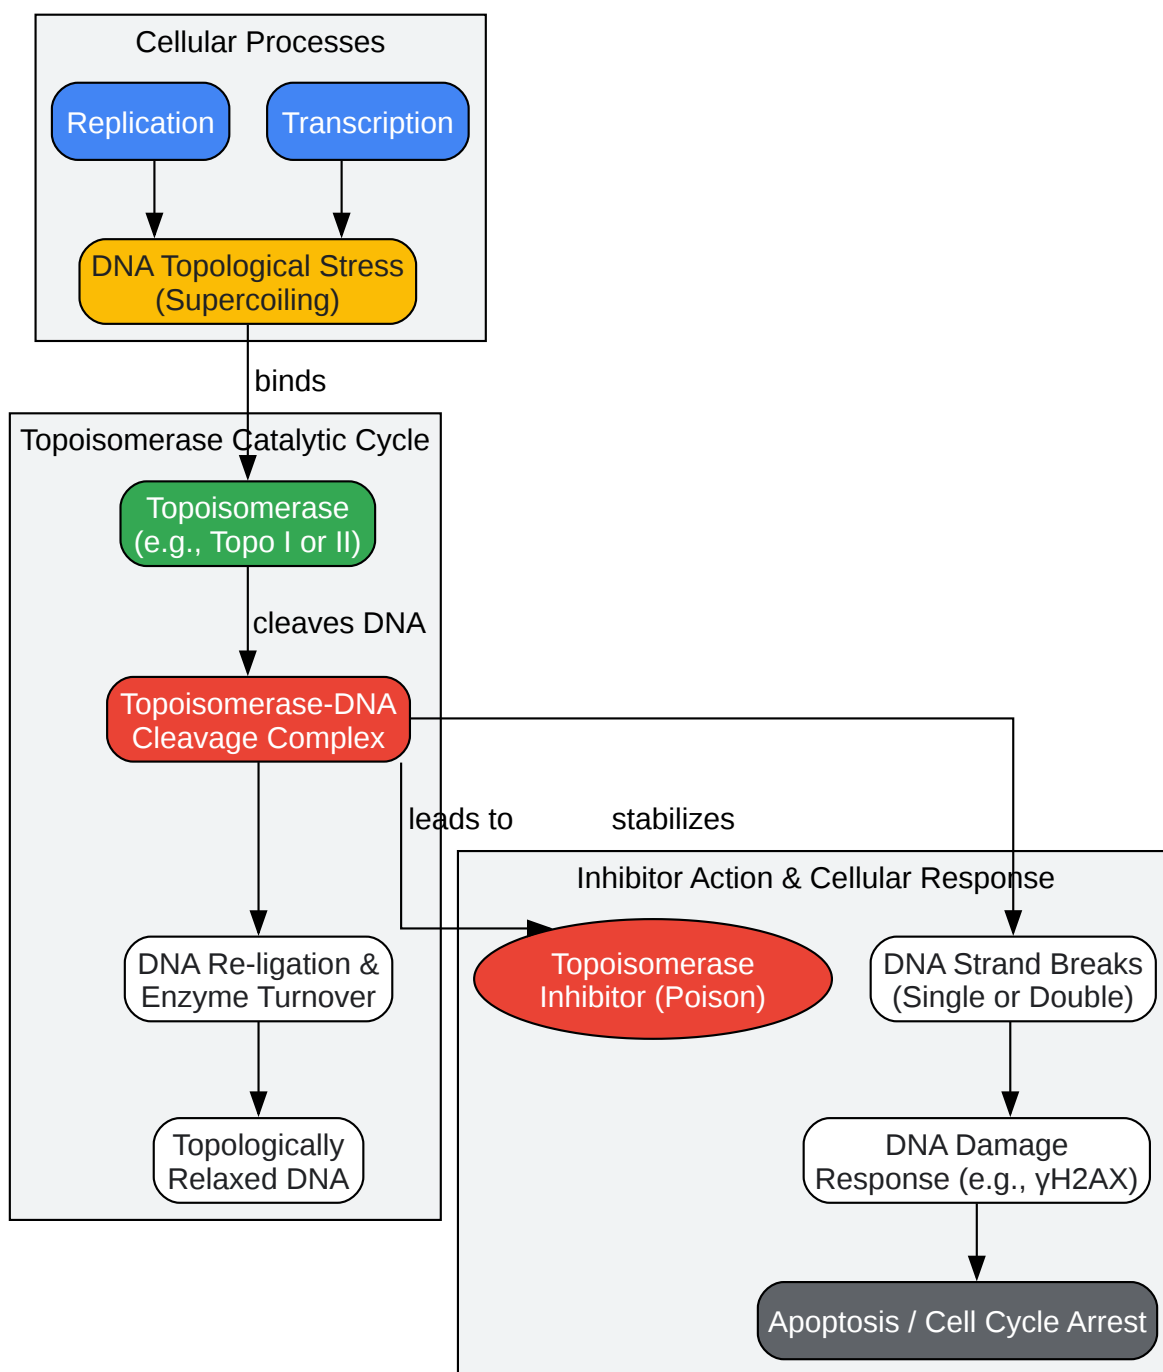 Cellular Processes
Replication
Transcription
DNA Topological Stress
(Supercoiling)
binds
Topoisomerase Catalytic Cycle
Topoisomerase
(e.g., Topo I or II)
cleaves DNA
Topoisomerase-DNA
Cleavage Complex
leads to
stabilizes
Inhibitor Action & Cellular Response
DNA Re-ligation &
Enzyme Turnover
Topoisomerase
Inhibitor (Poison)
DNA Strand Breaks
(Single or Double)
Topologically
Relaxed DNA
DNA Damage
Response (e.g., γH2AX)
Apoptosis / Cell Cycle Arrest